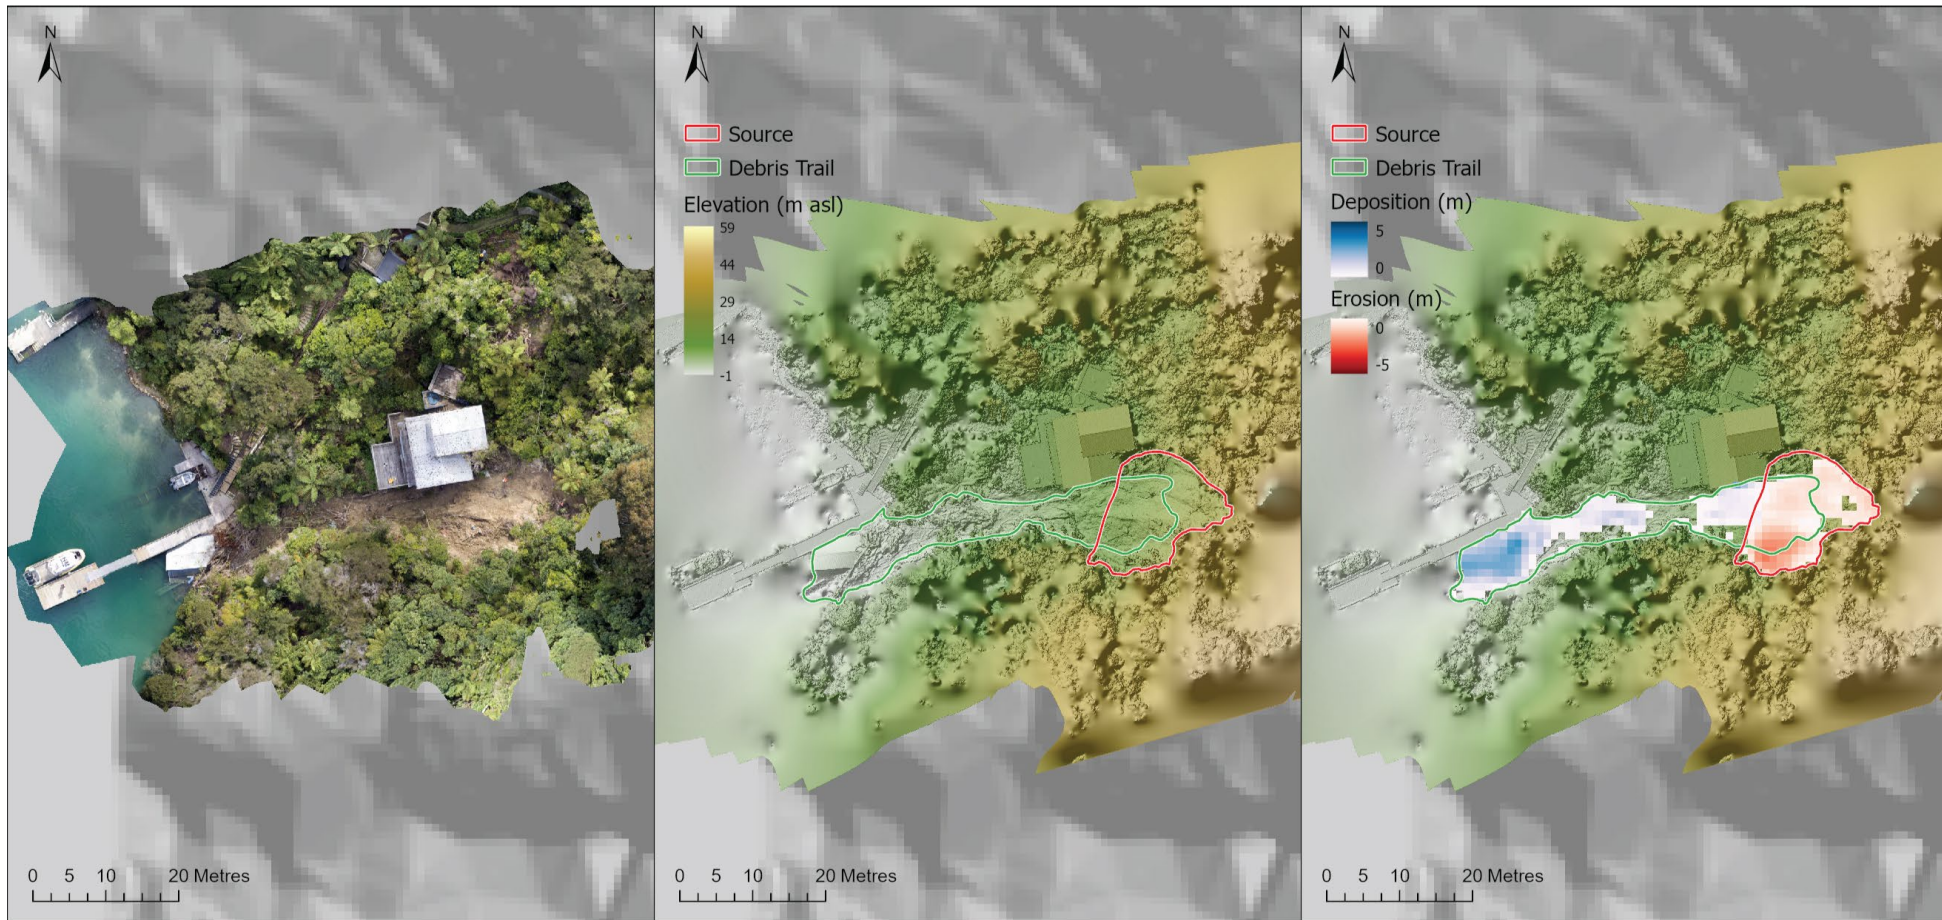 N
0 5 10 20 Metres
N
Source
Debris Trail
Elevation (m asl)
59
44
29
14
-1
0 5 10 20 Metres
N
Source
Debris Trail
Deposition (m)
5
0
Erosion (m)
0
-5
0 5 10 20 Metres